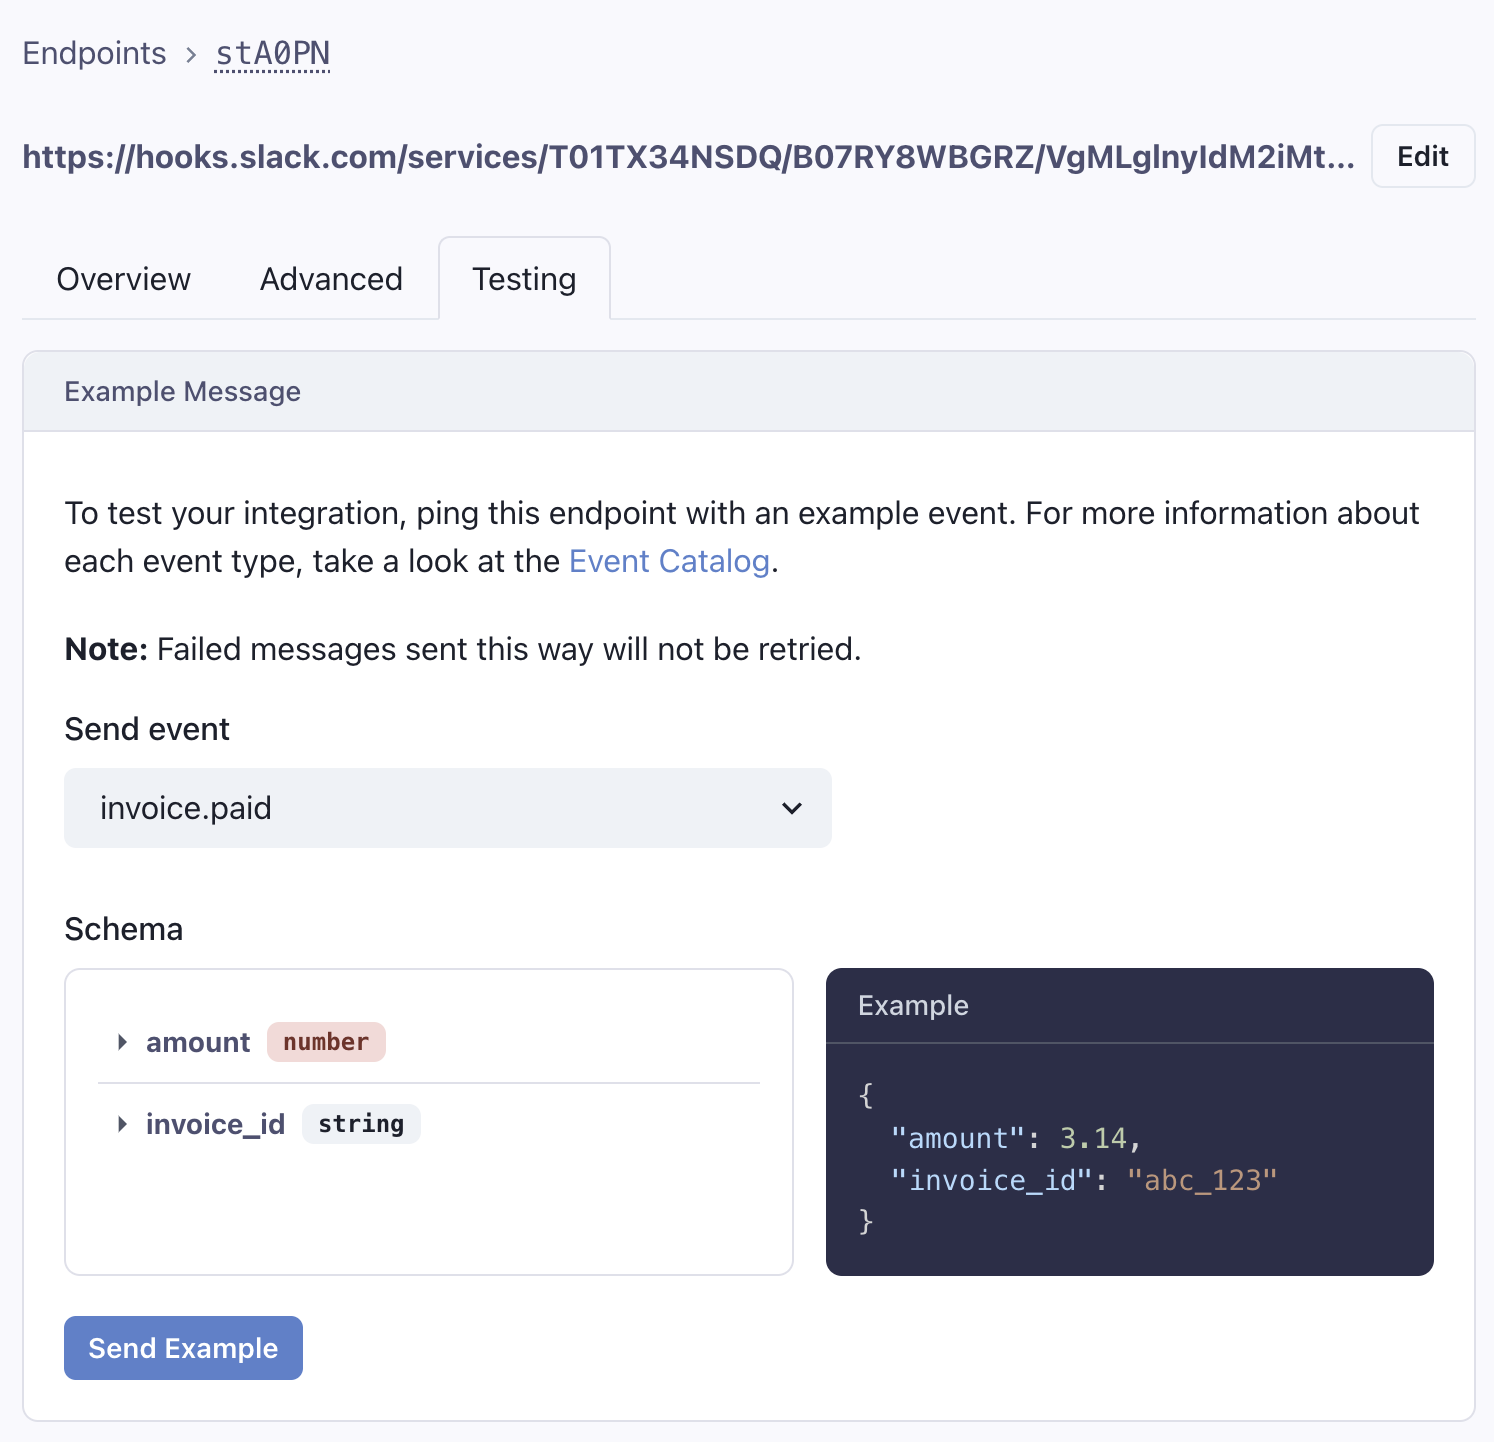 Endpoints > stA0PN
https://hooks.slack.com/services/T01TX34NSDQ/B07RY8WBGRZ/VgMLglnyIdM2iMt... Edit
Overview Advanced Testing
Example Message
To test your integration, ping this endpoint with an example event. For more information about
each event type, take a look at the Event Catalog.
Note: Failed messages sent this way will not be retried.
Send event
invoice.paid
Schema
amount number
invoice_id string
Example
{
"amount": 3.14,
"invoice_id": "abc_123"
}
Send Example